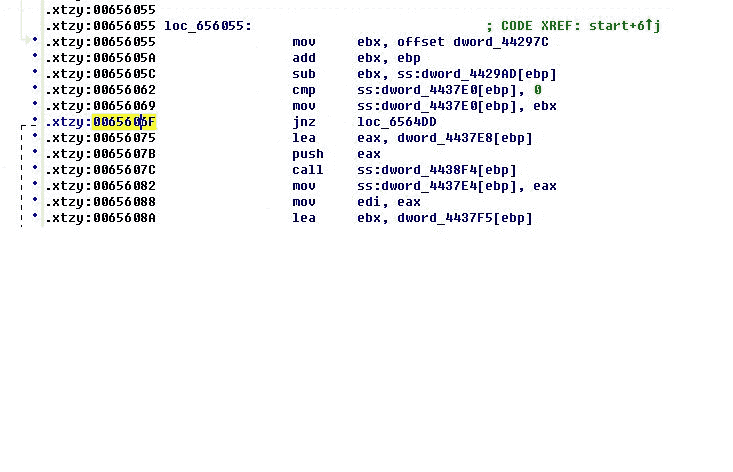 .xtzy:00656055
.xtzy:00656055 loc_656055: ; CODE XREF: start+6↑j
.xtzy:00656055 mov ebx, offset dword_44297C
.xtzy:0065605A add ebx, ebp
.xtzy:0065605C sub ebx, ss:dword_4429AD[ebp]
.xtzy:00656062 cmp ss:dword_4437E0[ebp], 0
.xtzy:00656069 mov ss:dword_4437E0[ebp], ebx
.xtzy:0065606F jnz loc_6564DD
.xtzy:00656075 lea eax, dword_4437E8[ebp]
.xtzy:0065607B push eax
.xtzy:0065607C call ss:dword_4438F4[ebp]
.xtzy:00656082 mov ss:dword_4437E4[ebp], eax
.xtzy:00656088 mov edi, eax
.xtzy:0065608A lea ebx, dword_4437F5[ebp]